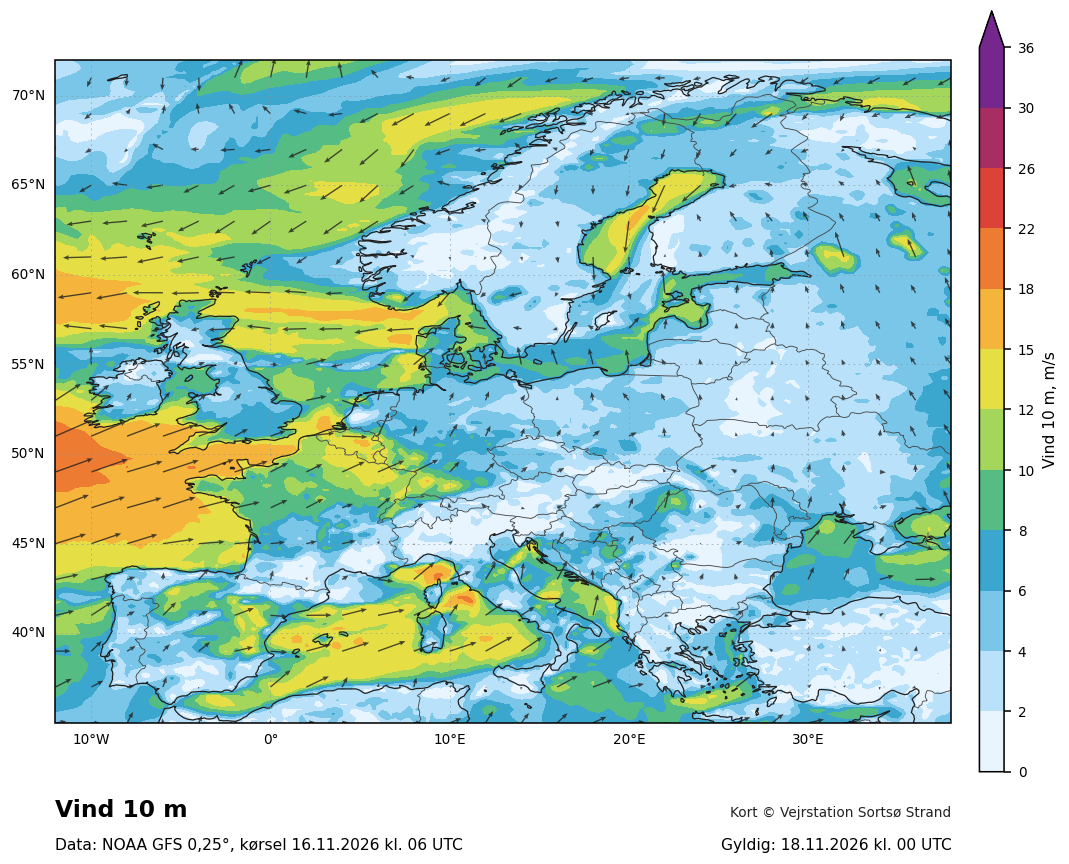 36
30
26
22
18
15
12
10
8
6
4
2
0
Vind 10 m, m/s
70°N
65°N
60°N
55°N
50°N
45°N
40°N
10°W
0°
10°E
20°E
30°E
Vind 10 m
Kort © Vejrstation Sortsø Strand
Data: NOAA GFS 0,25°, kørsel 16.11.2026 kl. 06 UTC
Gyldig: 18.11.2026 kl. 00 UTC